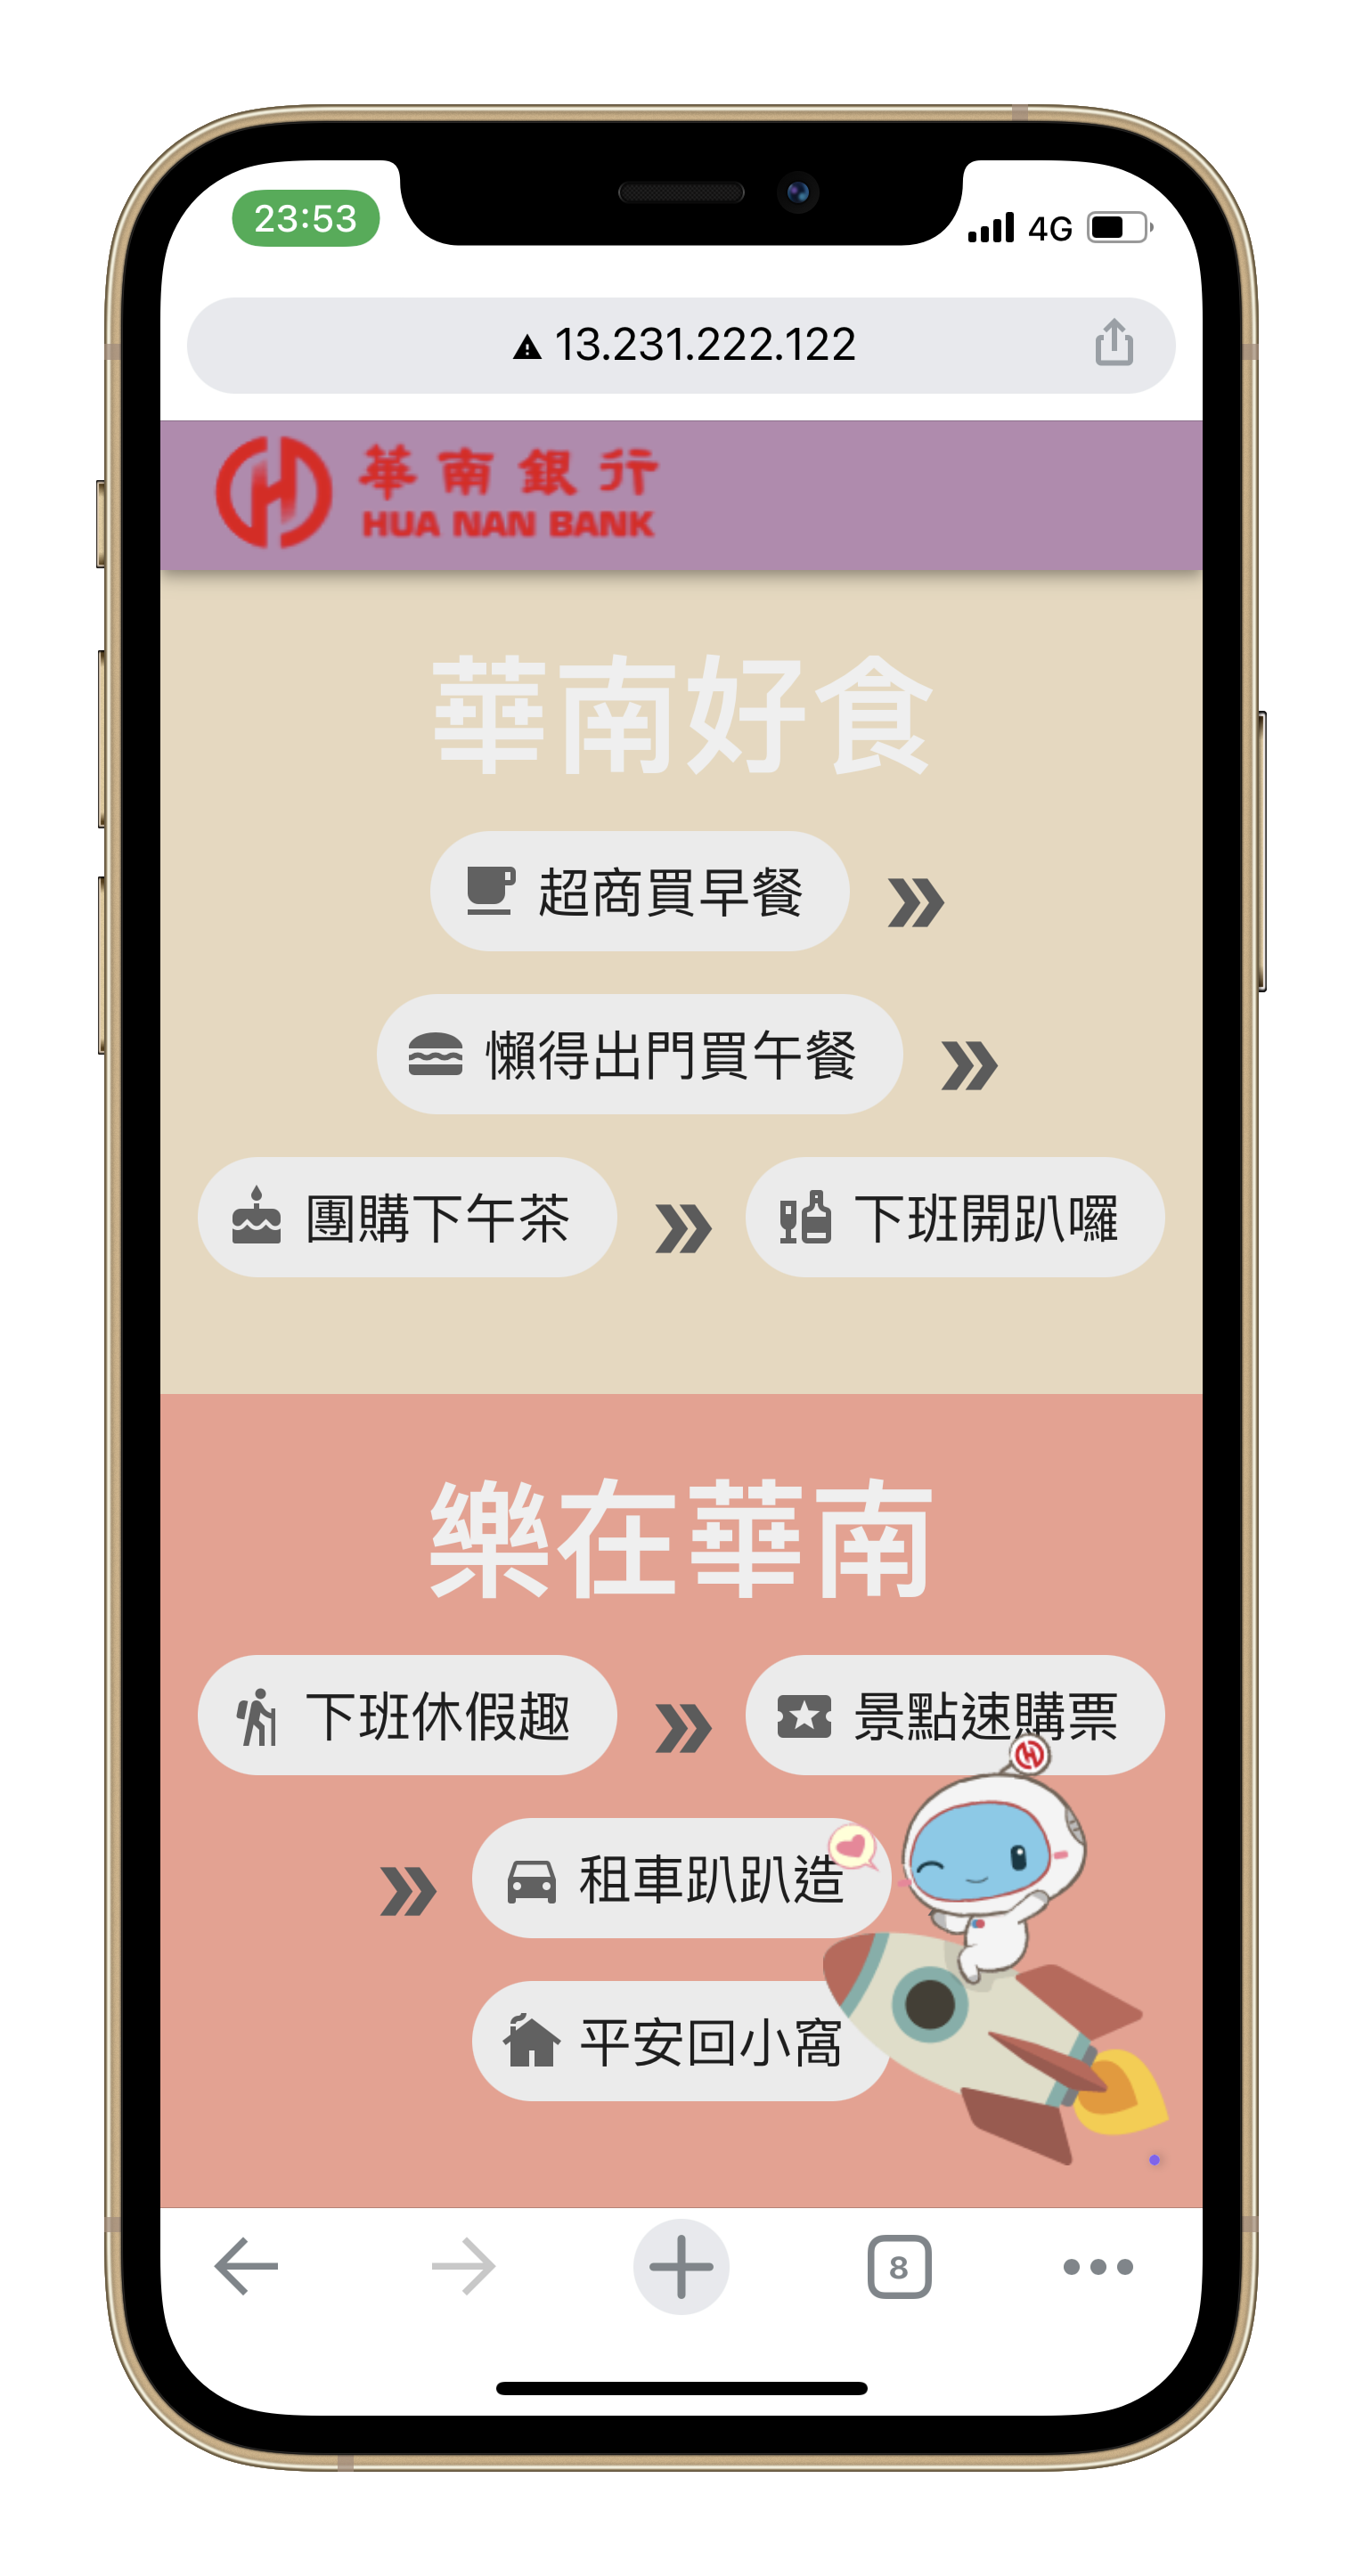 23:53
4G
13.231.222.122
華南銀行
HUA NAN BANK
華南好食
超商買早餐 »
懶得出門買午餐 »
團購下午茶 » 下班開趴囉
樂在華南
下班休假趣 » 景點速購票
» 租車趴趴造
平安回小窩
8